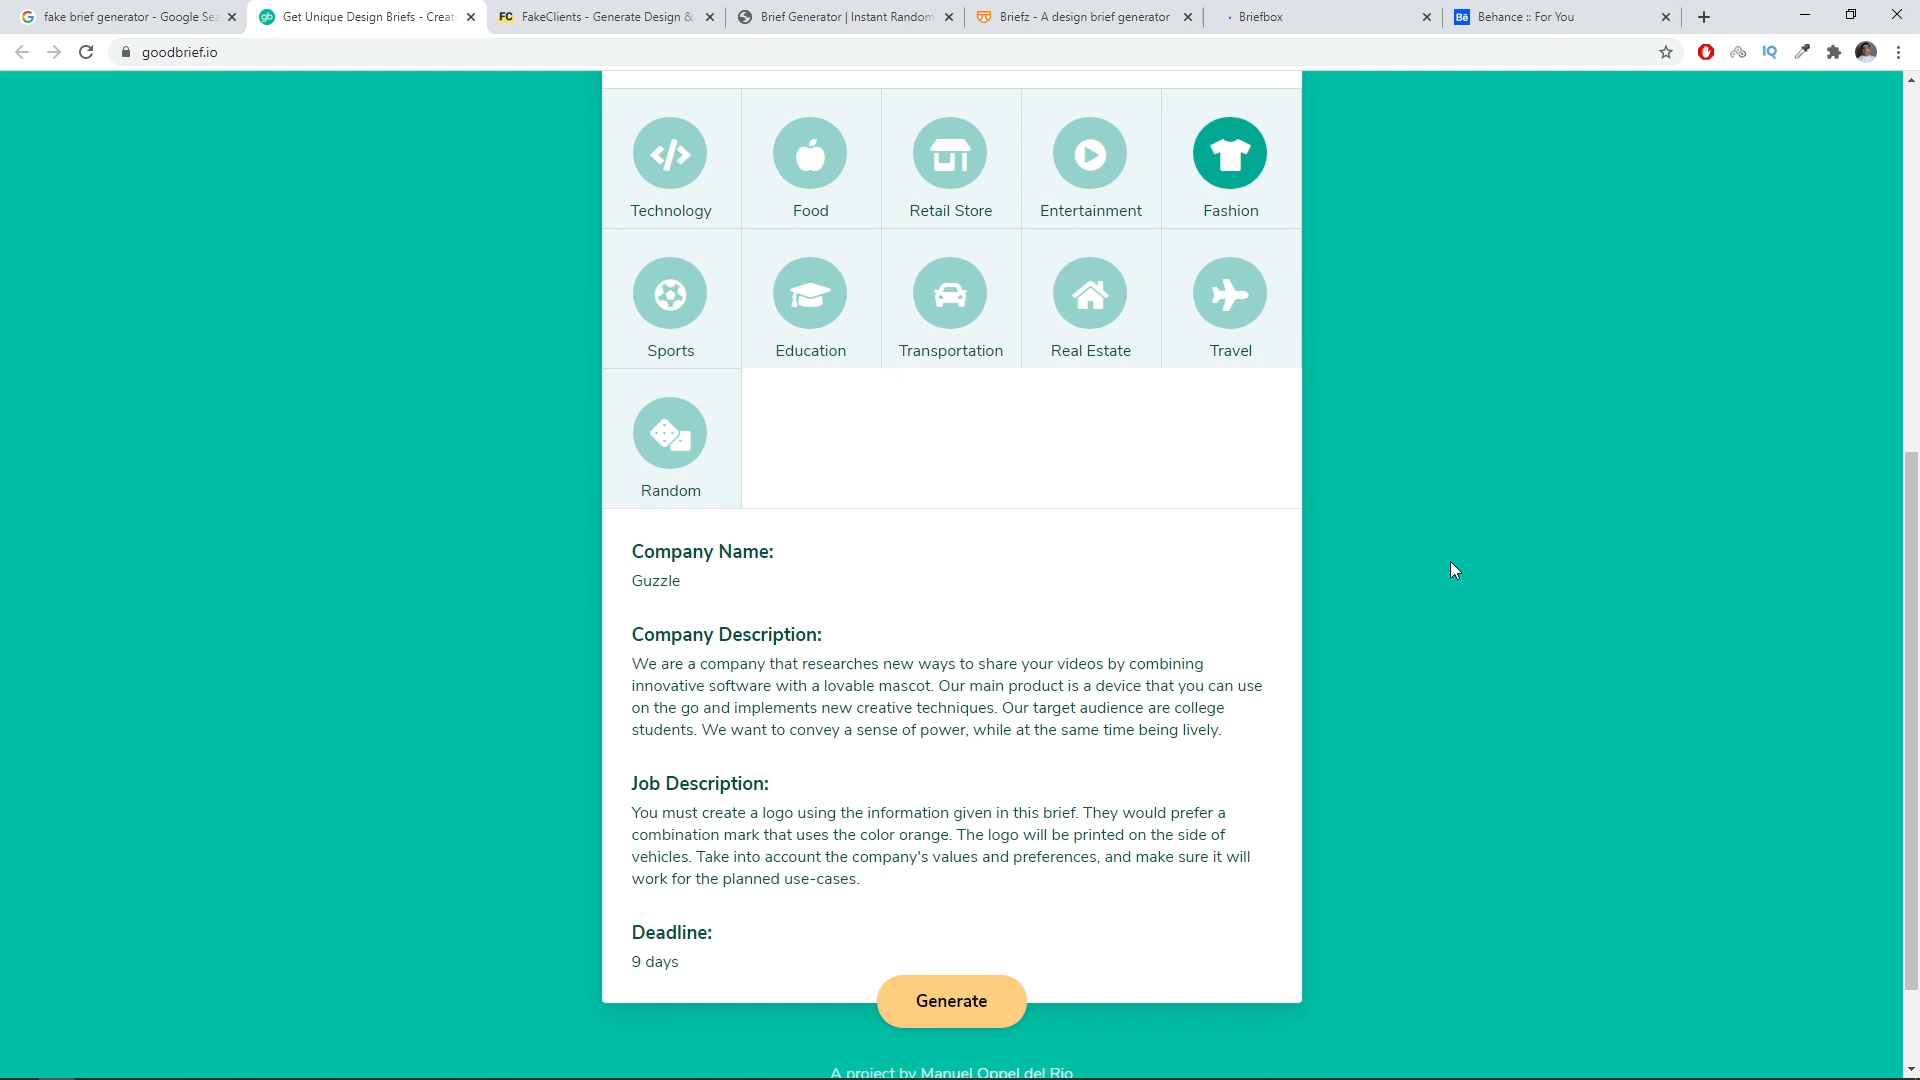 fake brief generator - Google Se
Get Unique Design Briefs - Creat
FC FakeClients - Generate Design &
Brief Generator | Instant Random
Briefz - A design brief generator
Briefbox
Bē Behance :: For You
goodbrief.io
IQ
Technology
Food
Retail Store
Entertainment
Fashion
Sports
Education
Transportation
Real Estate
Travel
Random
Company Name:
Guzzle
Company Description:
We are a company that researches new ways to share your videos by combining
innovative software with a lovable mascot. Our main product is a device that you can use
on the go and implements new creative techniques. Our target audience are college
students. We want to convey a sense of power, while at the same time being lively.
Job Description:
You must create a logo using the information given in this brief. They would prefer a
combination mark that uses the color orange. The logo will be printed on the side of
vehicles. Take into account the company's values and preferences, and make sure it will
work for the planned use-cases.
Deadline:
9 days
Generate
A project by Manuel Oppel del Rio